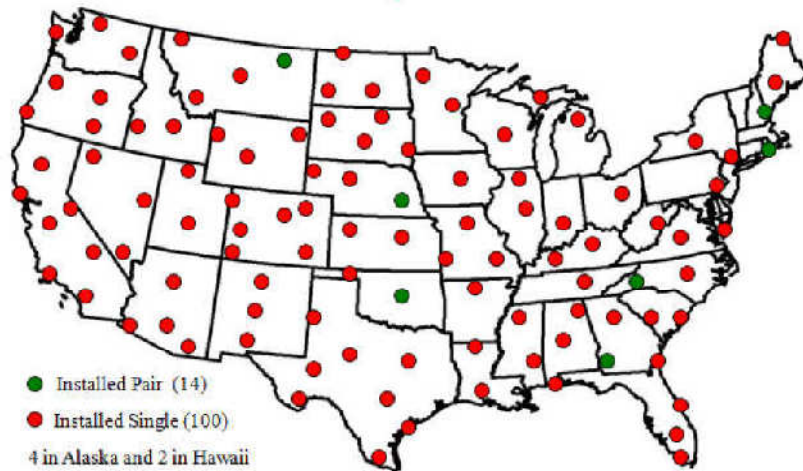 Installed Pair (14)
Installed Single (100)
4 in Alaska and 2 in Hawaii